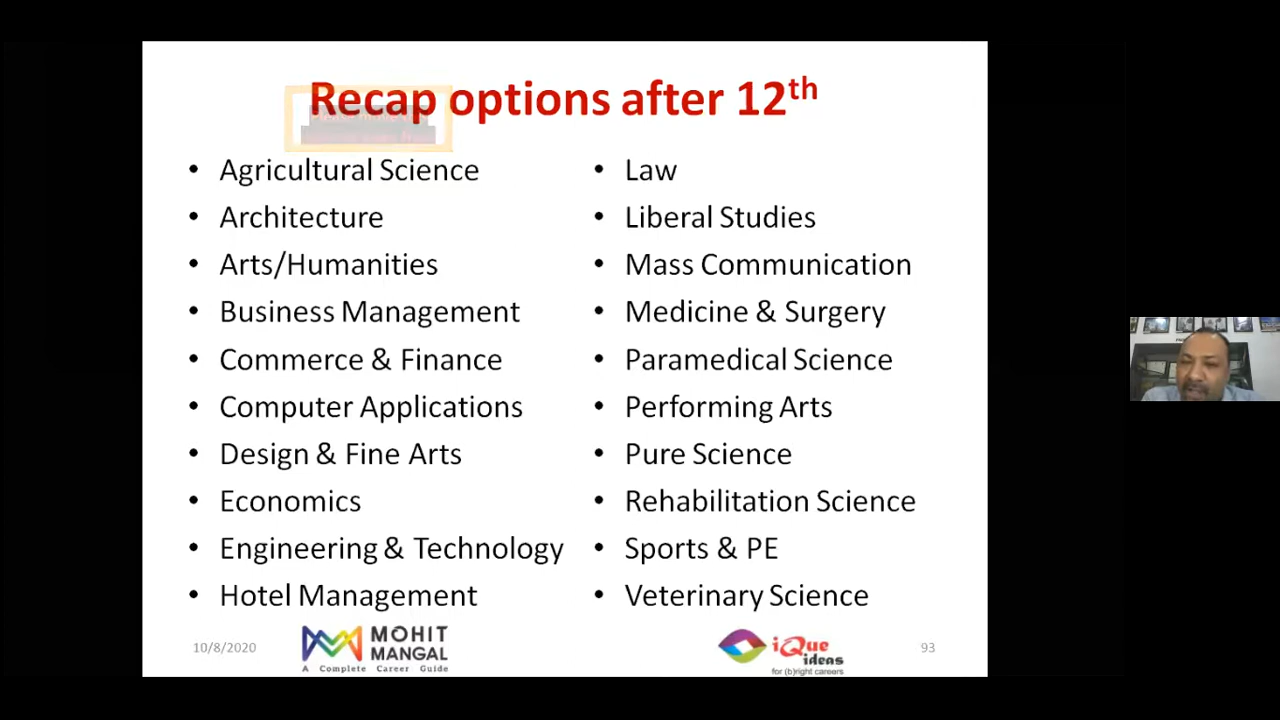 Recap options after 12th
• Agricultural Science
• Architecture
• Arts/Humanities
• Business Management
• Commerce & Finance
• Computer Applications
• Design & Fine Arts
• Economics
• Engineering & Technology
• Hotel Management
• Law
• Liberal Studies
• Mass Communication
• Medicine & Surgery
• Paramedical Science
• Performing Arts
• Pure Science
• Rehabilitation Science
• Sports & PE
• Veterinary Science
10/8/2020
MOHIT
MANGAL
A Complete Career Guide
iQue
ideas
for (b)right careers
93